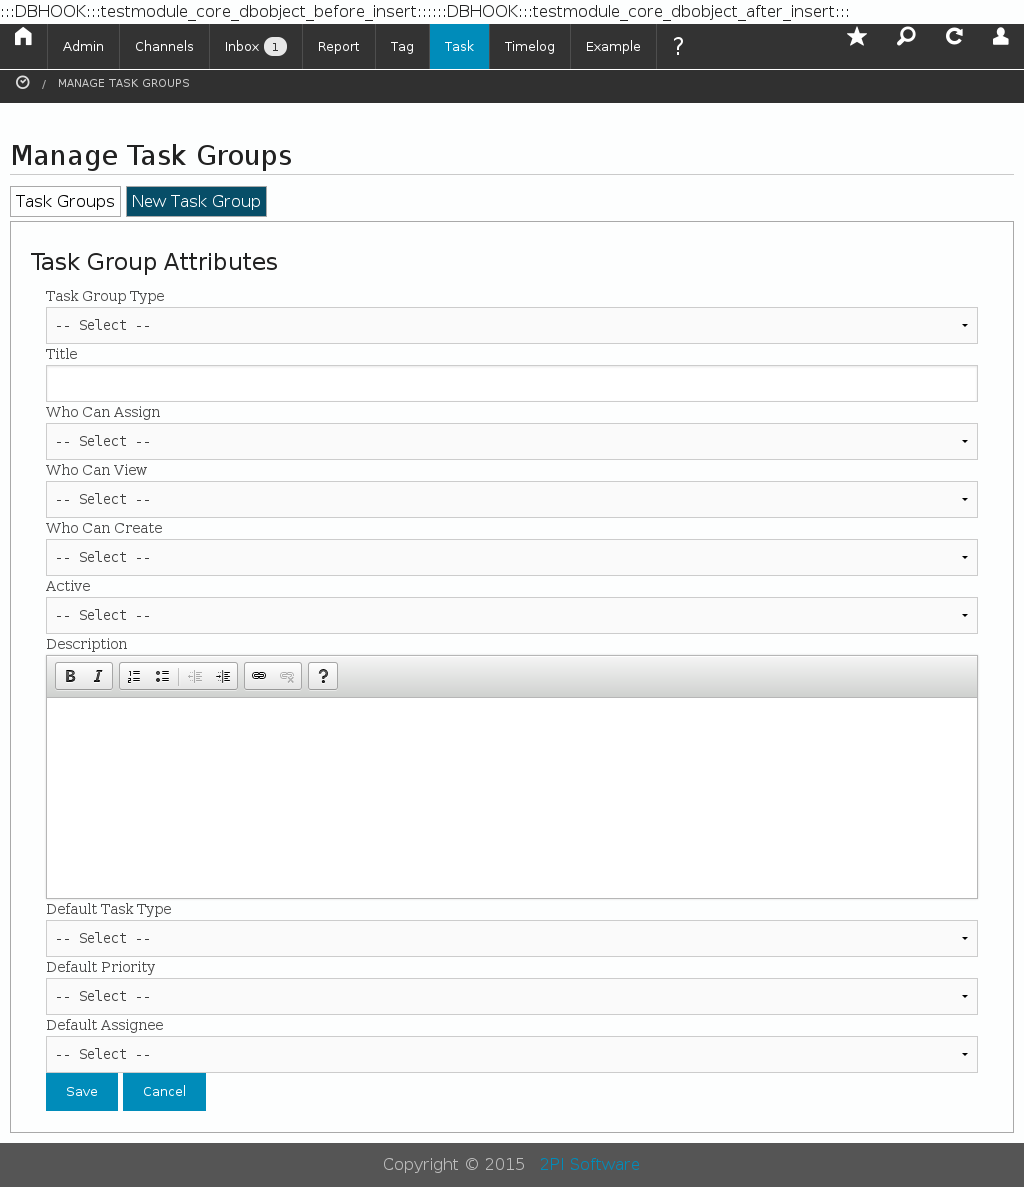 :::DBHOOK:::testmodule_core_dbobject_before_insert::::::DBHOOK:::testmodule_core_dbobject_after_insert:::
Admin Channels Inbox 1 Report Tag Task Timelog Example ?
/ MANAGE TASK GROUPS
Manage Task Groups
Task Groups New Task Group
Task Group Attributes
Task Group Type
-- Select --
Title
Who Can Assign
-- Select --
Who Can View
-- Select --
Who Can Create
-- Select --
Active
-- Select --
Description
B I ?
Default Task Type
-- Select --
Default Priority
-- Select --
Default Assignee
-- Select --
Save Cancel
Copyright © 2015 2PI Software